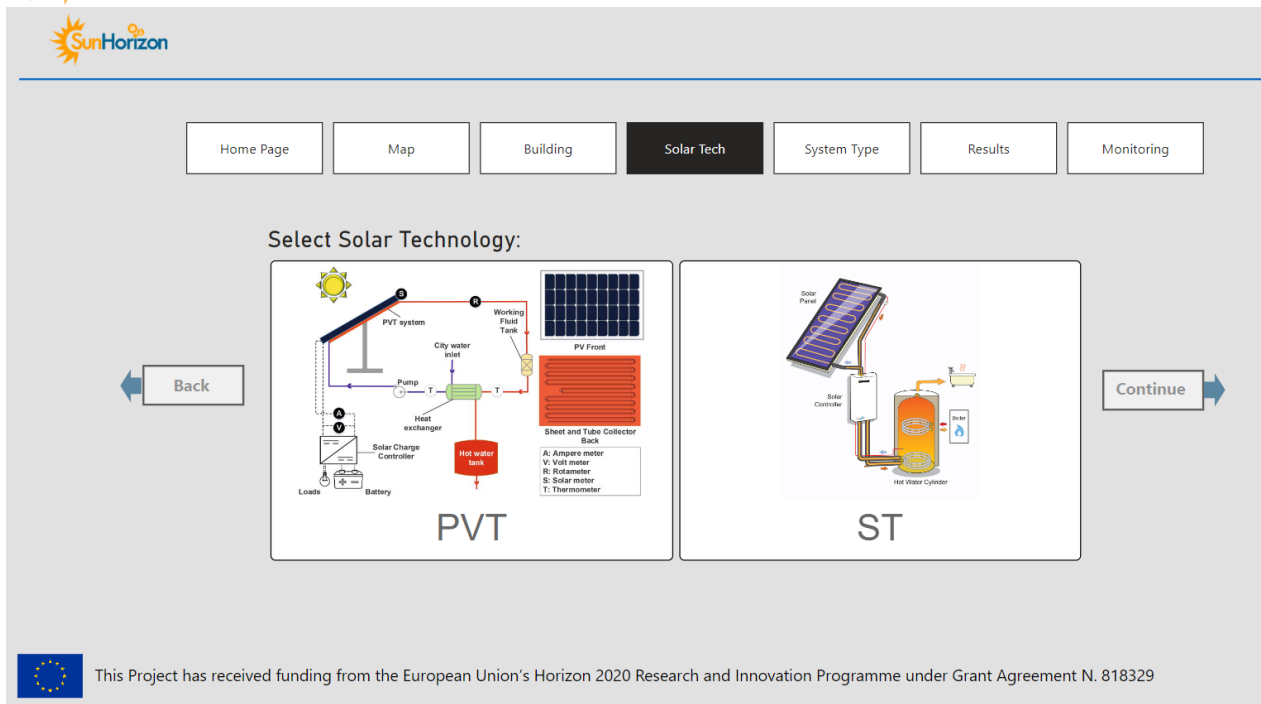 SunHorizon
Home Page
Map
Building
Solar Tech
System Type
Results
Monitoring
Select Solar Technology:
Back
S
R
PVT system
Working
Fluid
Tank
City water
inlet
Pump
T
T
Heat
exchanger
A
V
Solar Charge
Controller
Hot water
tank
Loads
Battery
PV Front
Sheet and Tube Collector
Back
A: Ampere meter
V: Volt meter
R: Rotameter
S: Solar meter
T: Thermometer
PVT
Solar
Panel
Solar
Controller
Boiler
Hot Water Cylinder
ST
Continue
This Project has received funding from the European Union's Horizon 2020 Research and Innovation Programme under Grant Agreement N. 818329